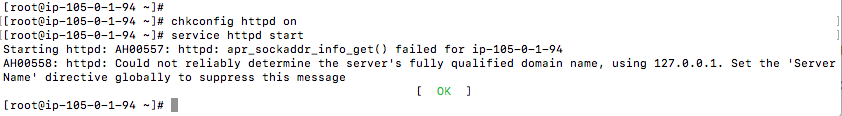 [root@ip-105-0-1-94 ~]#
[[root@ip-105-0-1-94 ~]# chkconfig httpd on ]
[[root@ip-105-0-1-94 ~]# service httpd start ]
Starting httpd: AH00557: httpd: apr_sockaddr_info_get() failed for ip-105-0-1-94
AH00558: httpd: Could not reliably determine the server's fully qualified domain name, using 127.0.0.1. Set the 'Server
Name' directive globally to suppress this message
[ OK ]
[root@ip-105-0-1-94 ~]#